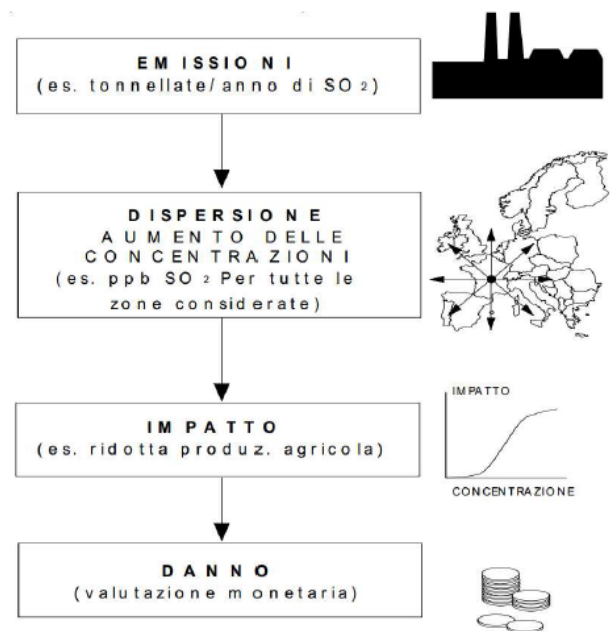 EMISSIONI
(es. tonnellate/anno di SO₂)
DISPERSIONE
AUMENTO DELLE
CONCENTRAZIONI
(es. ppb SO₂ Per tutte le
zone considerate)
IMPATTO
(es. ridotta produz. agricola)
IMPATTO
CONCENTRAZIONE
DANNO
(valutazione monetaria)